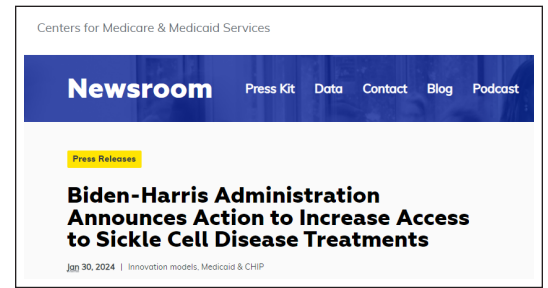 Centers for Medicare & Medicaid Services
Newsroom Press Kit Data Contact Blog Podcast
Press Releases
Biden-Harris Administration
Announces Action to Increase Access
to Sickle Cell Disease Treatments
Jan 30, 2024 | Innovation models, Medicaid & CHIP